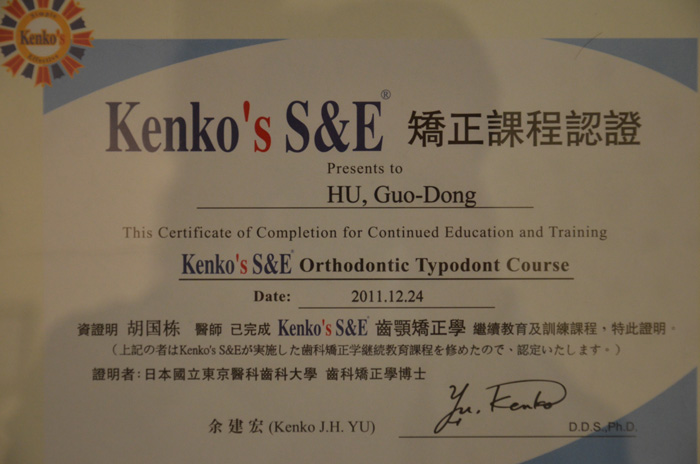 Kenko's
Kenko's S&E® 矯正課程認證
Presents to
HU, Guo-Dong
This Certificate of Completion for Continued Education and Training
Kenko's S&E® Orthodontic Typodont Course
Date: 2011.12.24
資證明 胡国栋 醫師 已完成 Kenko's S&E® 齒顎矯正學 繼續教育及訓練課程，特此證明。
（上記の者はKenko's S&Eが実施した歯科矯正学継続教育課程を修めたので、認定いたします。）
證明者：日本國立東京醫科齒科大學 齒科矯正學博士
Yu. Kenko
余建宏 (Kenko J.H. YU) D.D.S.,Ph.D.